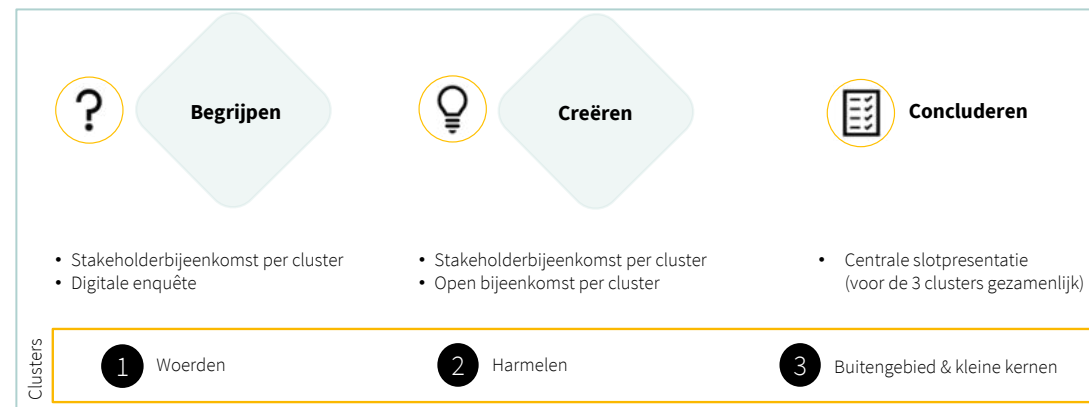 Begrijpen
Creëren
Concluderen
• Stakeholderbijeenkomst per cluster
• Digitale enquête
• Stakeholderbijeenkomst per cluster
• Open bijeenkomst per cluster
• Centrale slotpresentatie
(voor de 3 clusters gezamenlijk)
Clusters
1 Woerden
2 Harmelen
3 Buitengebied & kleine kernen